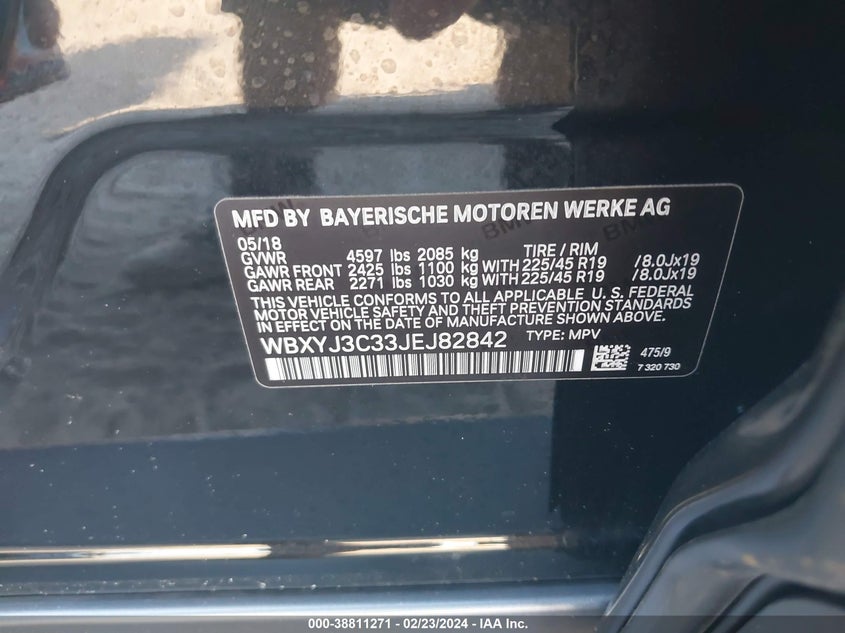 MFD BY BAYERISCHE MOTOREN WERKE AG
05/18 TIRE / RIM
GVWR 4597 lbs 2085 kg
GAWR FRONT 2425 lbs 1100 kg WITH 225/45 R19 /8.0Jx19
GAWR REAR 2271 lbs 1030 kg WITH 225/45 R19 /8.0Jx19
THIS VEHICLE CONFORMS TO ALL APPLICABLE U. S. FEDERAL
MOTOR VEHICLE SAFETY AND THEFT PREVENTION STANDARDS
IN EFFECT ON THE DATE OF MANUFACTURE SHOWN ABOVE.
WBXYJ3C33JEJ82842 TYPE: MPV
475/9
7 320 730
000-38811271 - 02/23/2024 - IAA Inc.